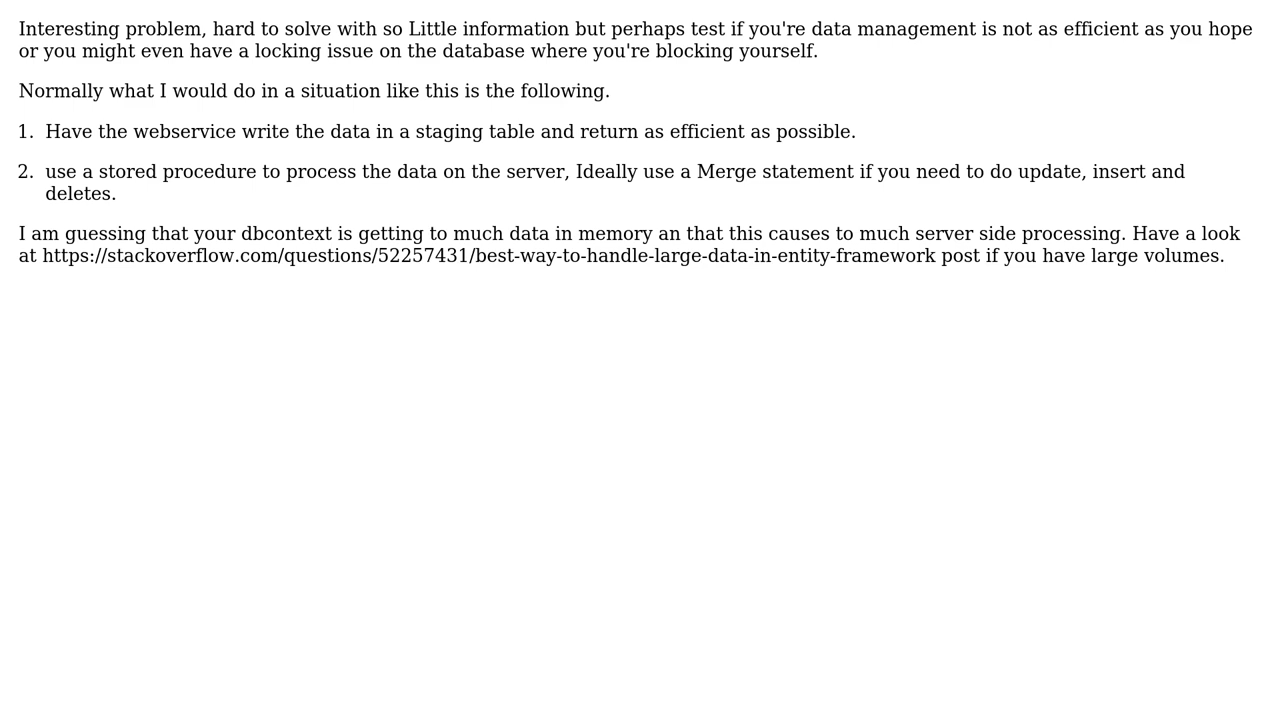 Interesting problem, hard to solve with so Little information but perhaps test if you're data management is not as efficient as you hope
or you might even have a locking issue on the database where you're blocking yourself.
Normally what I would do in a situation like this is the following.
1. Have the webservice write the data in a staging table and return as efficient as possible.
2. use a stored procedure to process the data on the server, Ideally use a Merge statement if you need to do update, insert and
deletes.
I am guessing that your dbcontext is getting to much data in memory an that this causes to much server side processing. Have a look
at https://stackoverflow.com/questions/52257431/best-way-to-handle-large-data-in-entity-framework post if you have large volumes.